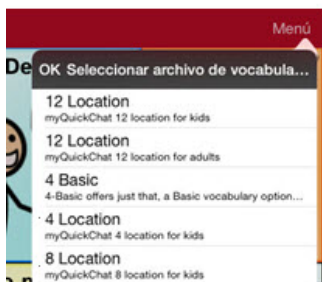 Menú
De
OK Seleccionar archivo de vocabula...
12 Location
myQuickChat 12 location for kids
12 Location
myQuickChat 12 location for adults
4 Basic
4-Basic offers just that, a Basic vocabulary option...
4 Location
myQuickChat 4 location for kids
8 Location
myQuickChat 8 location for kids